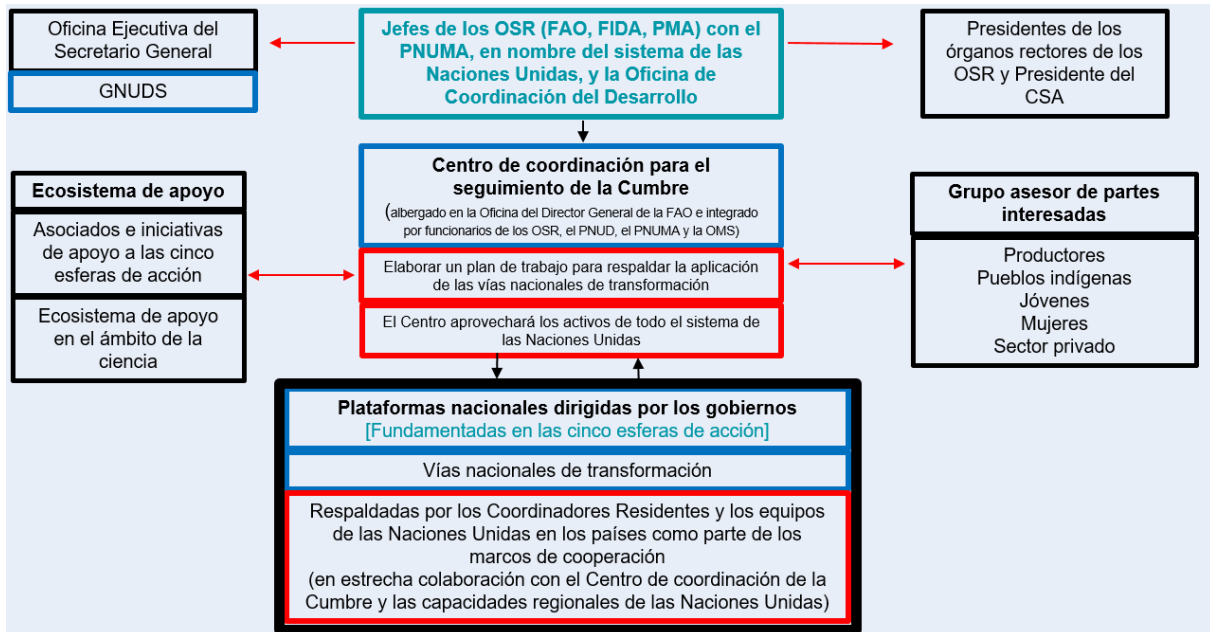 Oficina Ejecutiva del
Secretario General
GNUDS
Jefes de los OSR (FAO, FIDA, PMA) con el
PNUMA, en nombre del sistema de las
Naciones Unidas, y la Oficina de
Coordinación del Desarrollo
Presidentes de los
órganos rectores de los
OSR y Presidente del
CSA
Centro de coordinación para el
seguimiento de la Cumbre
(albergado en la Oficina del Director General de la FAO e integrado
por funcionarios de los OSR, el PNUD, el PNUMA y la OMS)
Elaborar un plan de trabajo para respaldar la aplicación
de las vías nacionales de transformación
El Centro aprovechará los activos de todo el sistema de
las Naciones Unidas
Ecosistema de apoyo
Asociados e iniciativas
de apoyo a las cinco
esferas de acción
Ecosistema de apoyo
en el ámbito de la
ciencia
Grupo asesor de partes
interesadas
Productores
Pueblos indígenas
Jóvenes
Mujeres
Sector privado
Plataformas nacionales dirigidas por los gobiernos
[Fundamentadas en las cinco esferas de acción]
Vías nacionales de transformación
Respaldadas por los Coordinadores Residentes y los equipos
de las Naciones Unidas en los países como parte de los
marcos de cooperación
(en estrecha colaboración con el Centro de coordinación de la
Cumbre y las capacidades regionales de las Naciones Unidas)